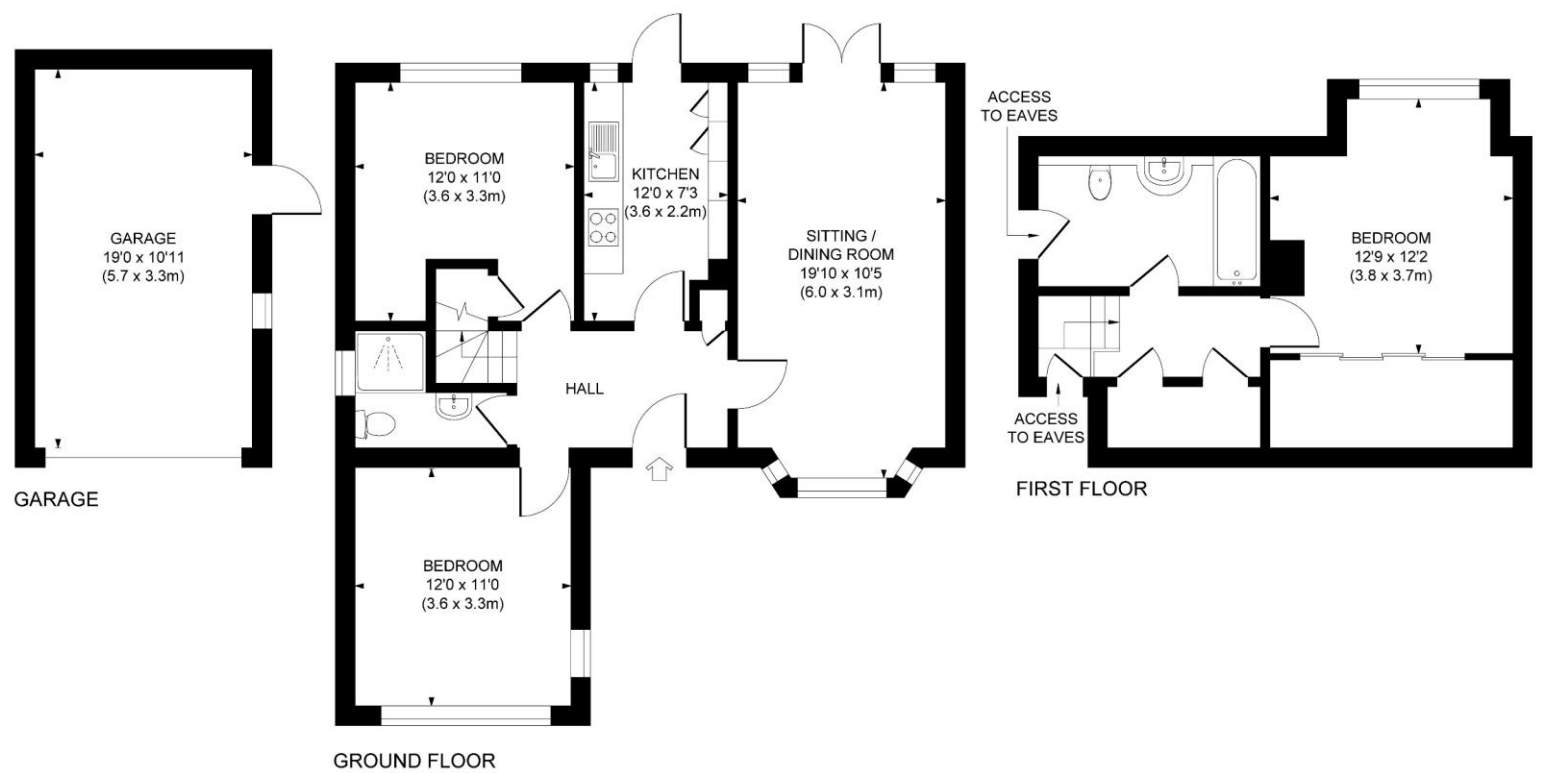 GARAGE
19'0 x 10'11
(5.7 x 3.3m)
GARAGE
BEDROOM
12'0 x 11'0
(3.6 x 3.3m)
KITCHEN
12'0 x 7'3
(3.6 x 2.2m)
SITTING /
DINING ROOM
19'10 x 10'5
(6.0 x 3.1m)
HALL
BEDROOM
12'0 x 11'0
(3.6 x 3.3m)
GROUND FLOOR
ACCESS
TO EAVES
BEDROOM
12'9 x 12'2
(3.8 x 3.7m)
ACCESS
TO EAVES
FIRST FLOOR